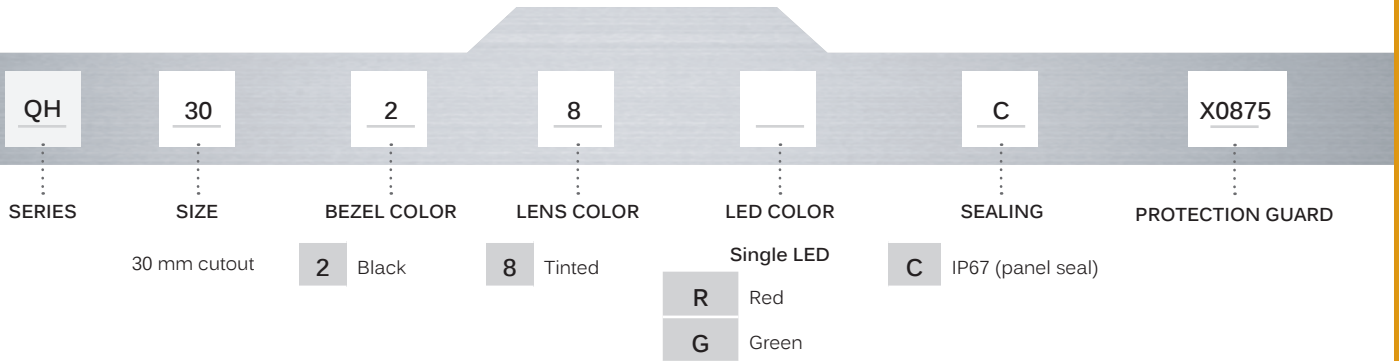 QH 30 2 8 C X0875
SERIES SIZE BEZEL COLOR LENS COLOR LED COLOR SEALING PROTECTION GUARD
30 mm cutout 2 Black 8 Tinted Single LED C IP67 (panel seal)
R Red
G Green